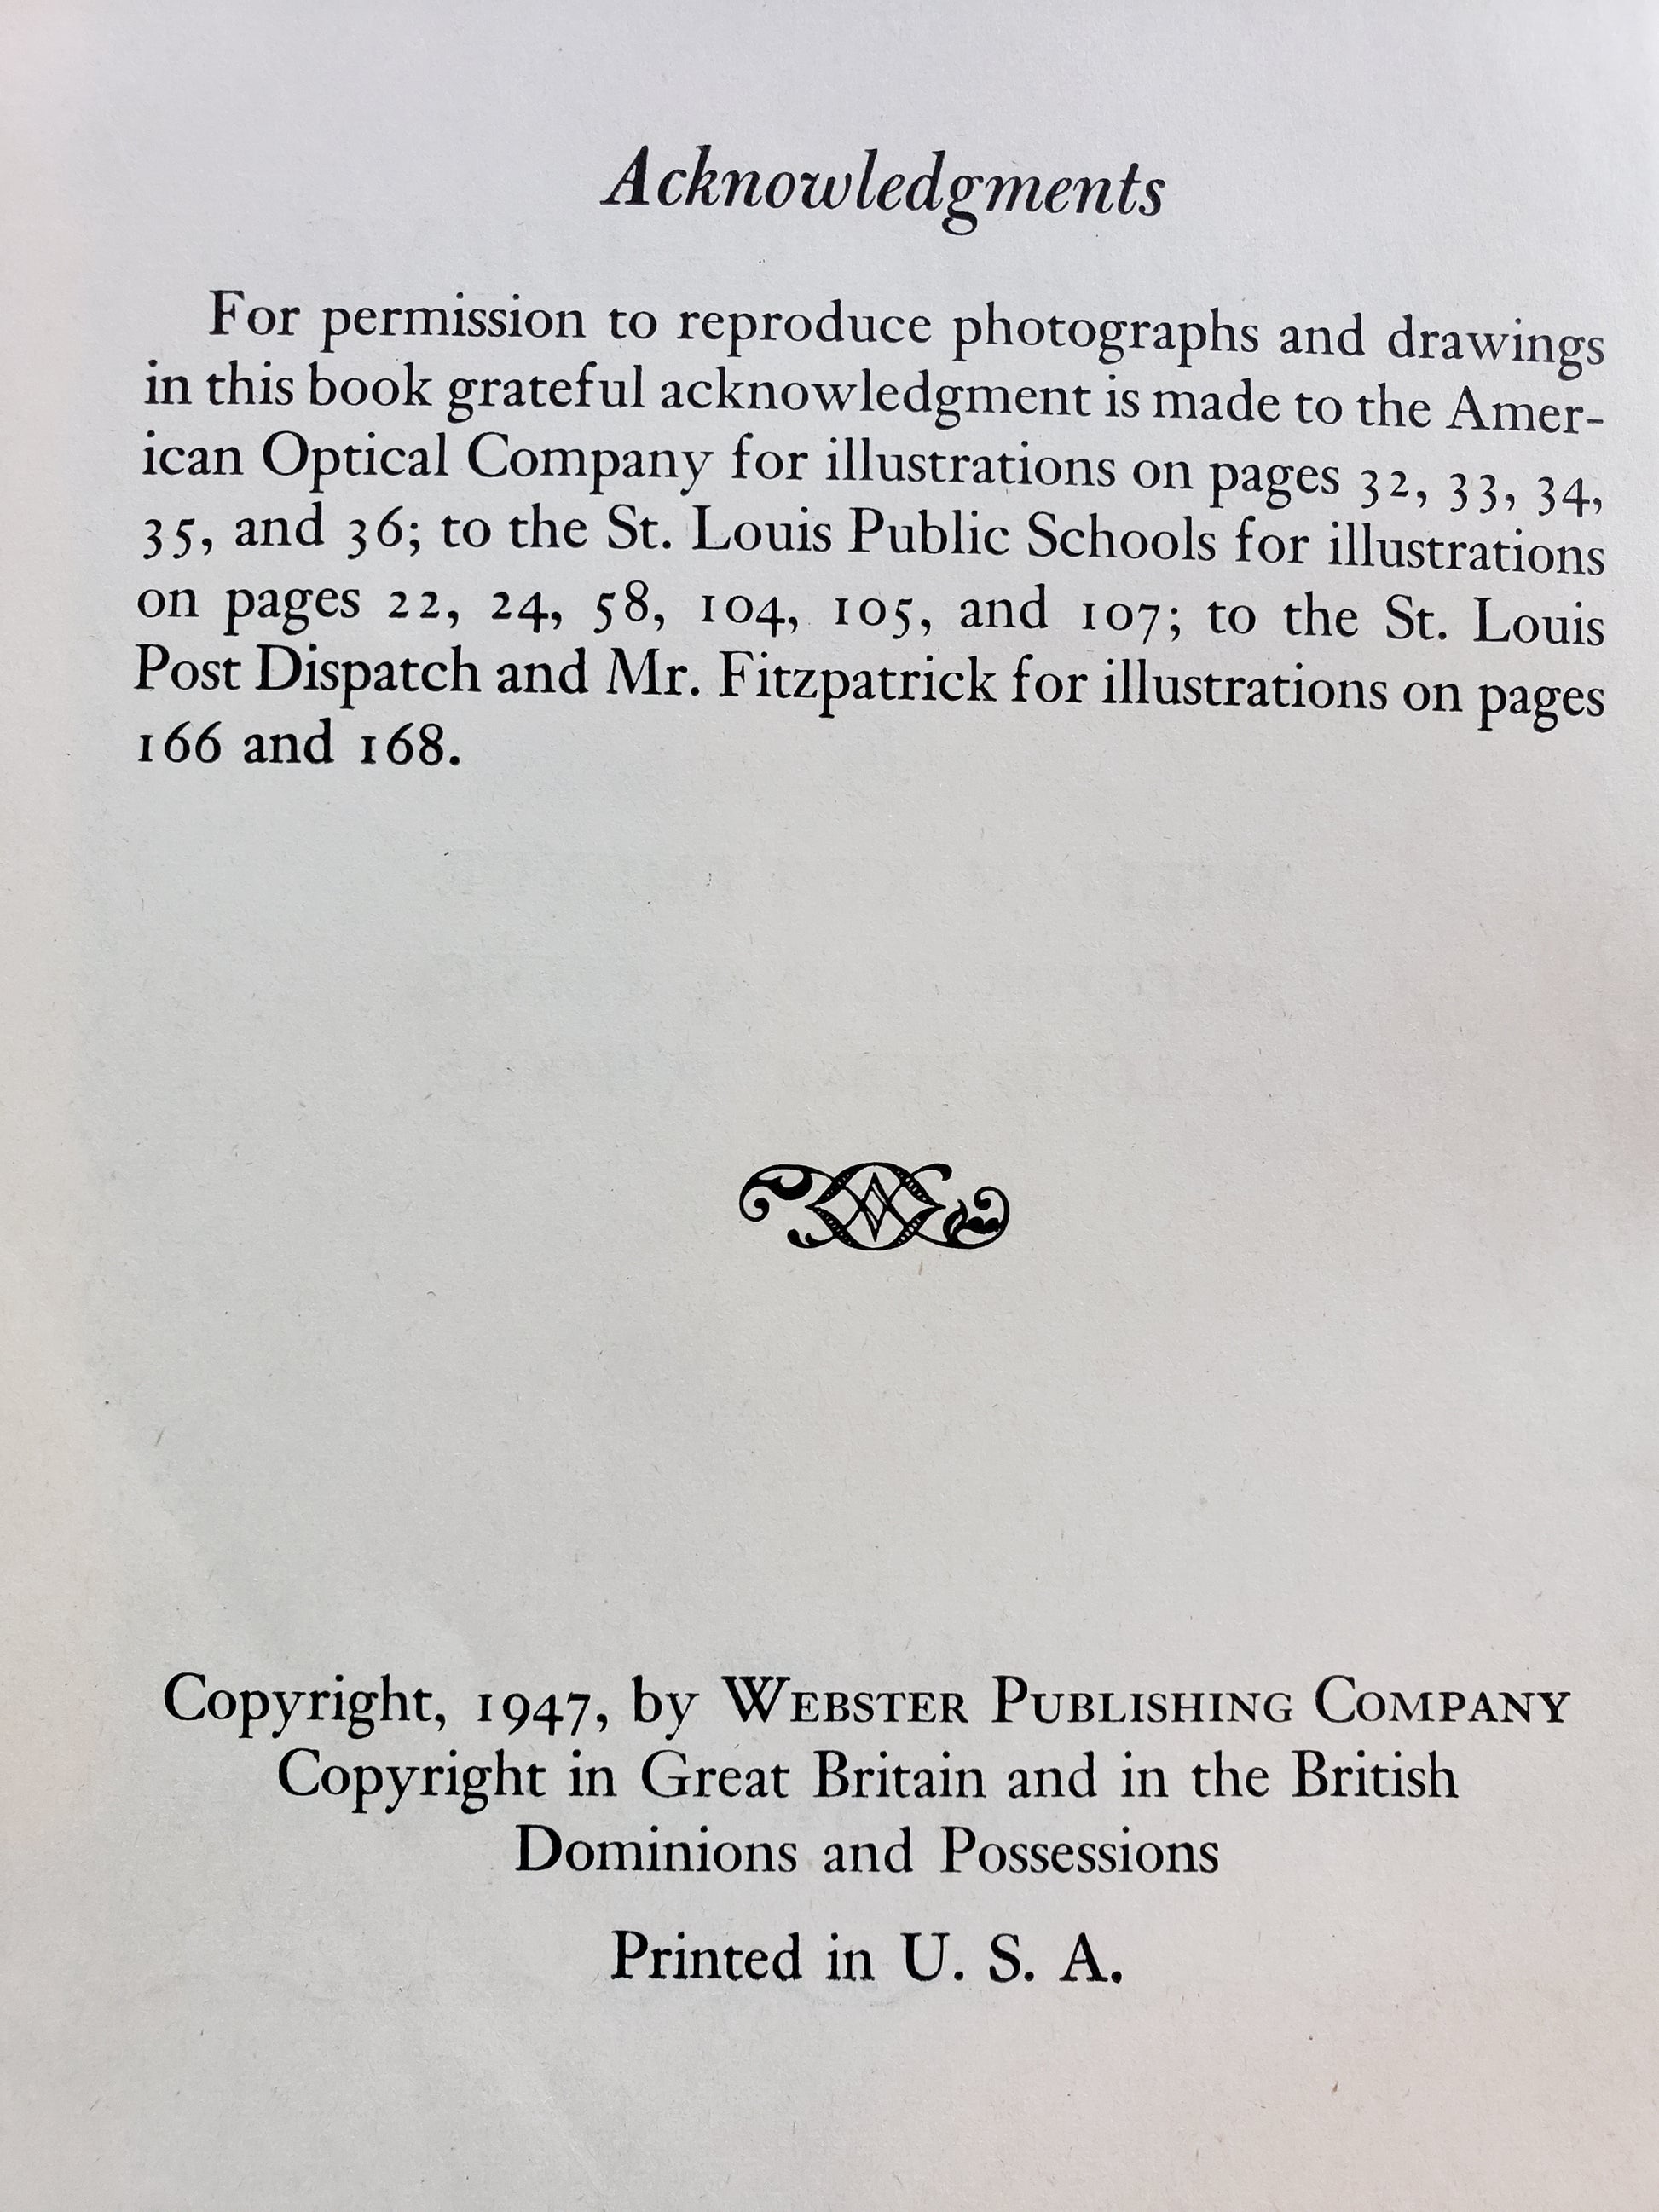 Acknowledgments
For permission to reproduce photographs and drawings
in this book grateful acknowledgment is made to the Amer-
ican Optical Company for illustrations on pages 32, 33, 34,
35, and 36; to the St. Louis Public Schools for illustrations
on pages 22, 24, 58, 104, 105, and 107; to the St. Louis
Post Dispatch and Mr. Fitzpatrick for illustrations on pages
166 and 168.
Copyright, 1947, by WEBSTER PUBLISHING COMPANY
Copyright in Great Britain and in the British
Dominions and Possessions
Printed in U. S. A.